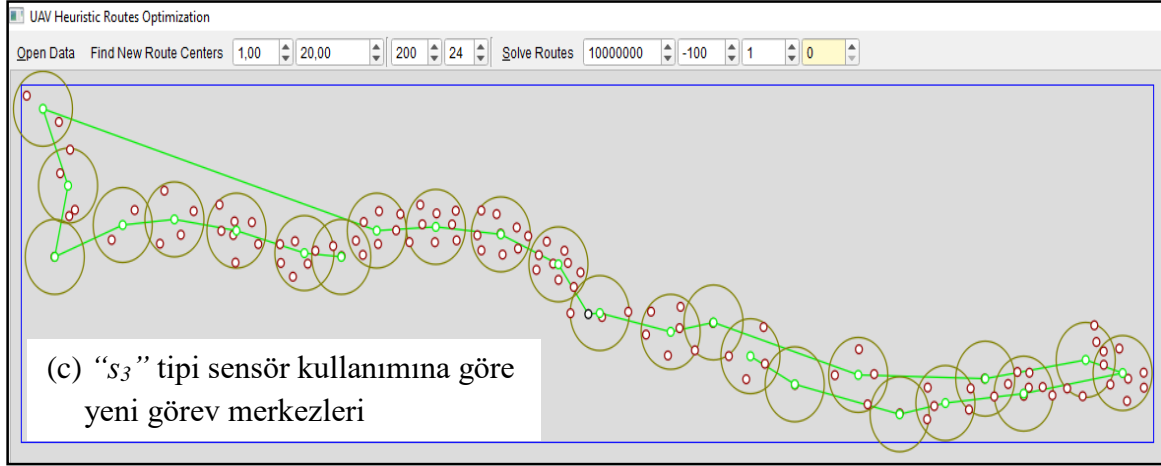 UAV Heuristic Routes Optimization
Open Data Find New Route Centers 1,00 20,00 200 24 Solve Routes 10000000 -100 1 0
(c) “s₃” tipi sensör kullanımına göre
yeni görev merkezleri